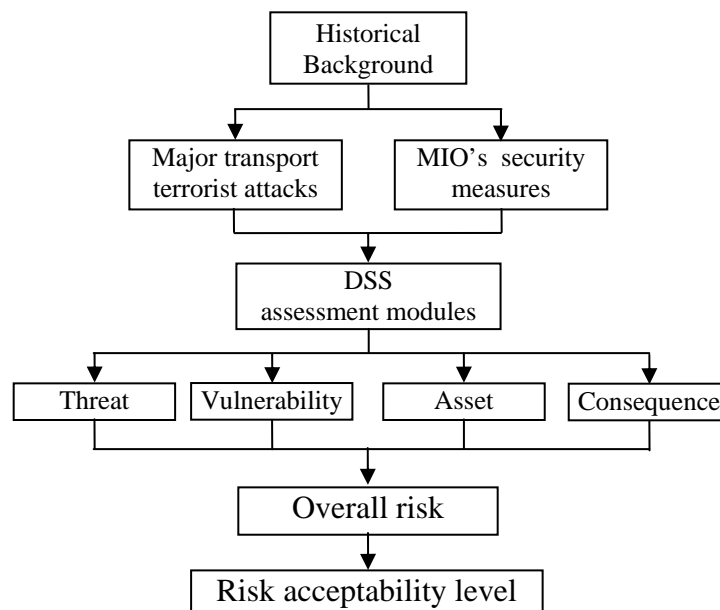 Historical
Background
Major transport
terrorist attacks
MIO’s security
measures
DSS
assessment modules
Threat
Vulnerability
Asset
Consequence
Overall risk
Risk acceptability level